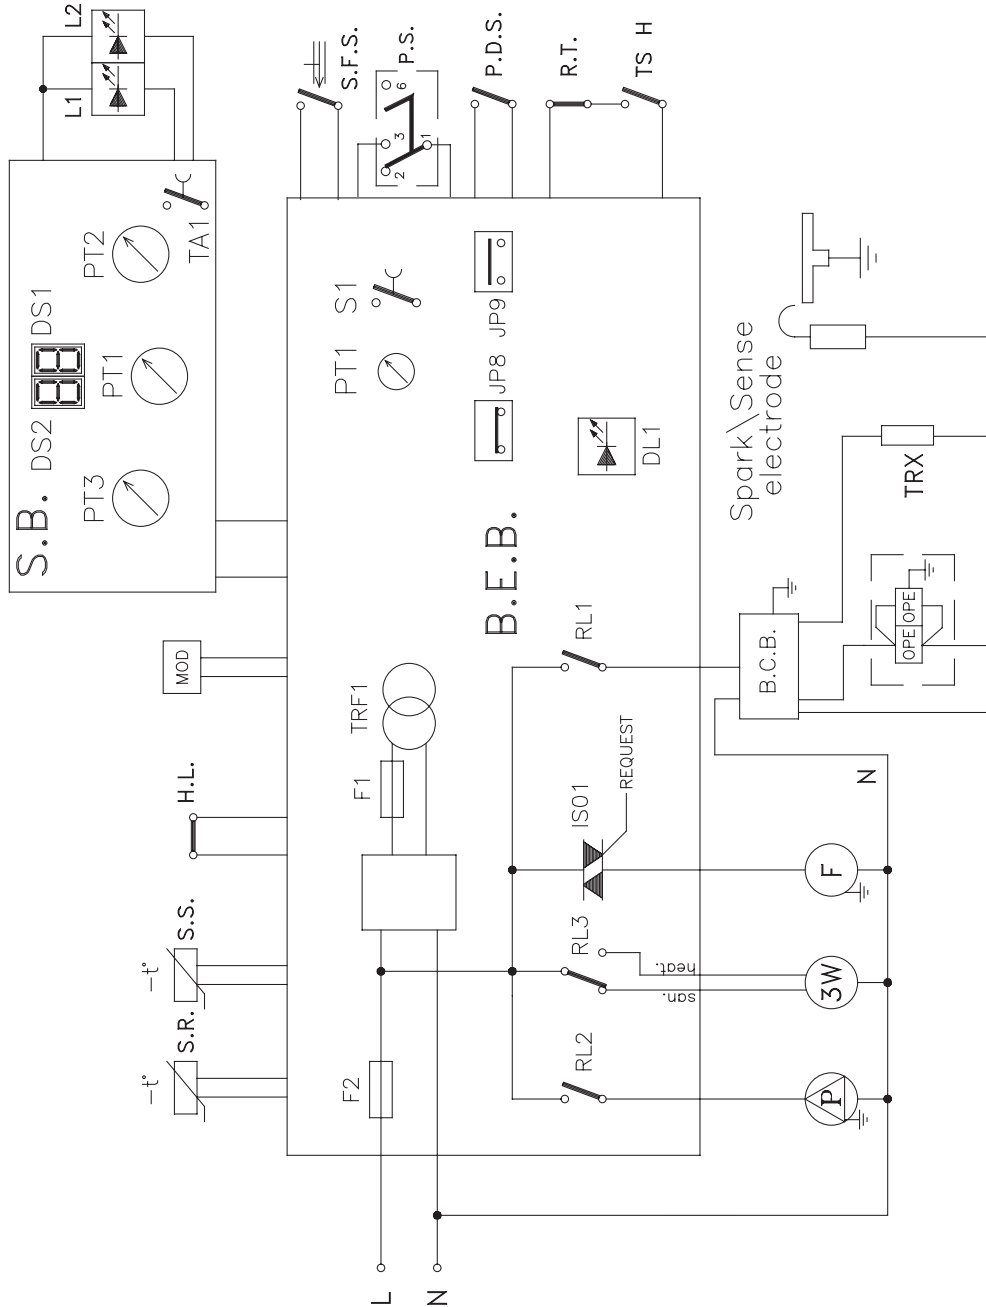 L1
L2
S.B.
DS2
DS1
PT3
PT1
PT2
TA1
-t°
S.R.
-t°
S.S.
H.L.
MOD
S.F.S.
P.S.
2
3
1
6
P.D.S.
R.T.
TS H
L
N
F2
F1
TRF1
PT1
S1
JP8
JP9
B.E.B.
DL1
RL2
RL3
san.
heat.
ISO1
REQUEST
RL1
P
3W
F
N
B.C.B.
OPE
OPE
TRX
Spark\Sense
electrode